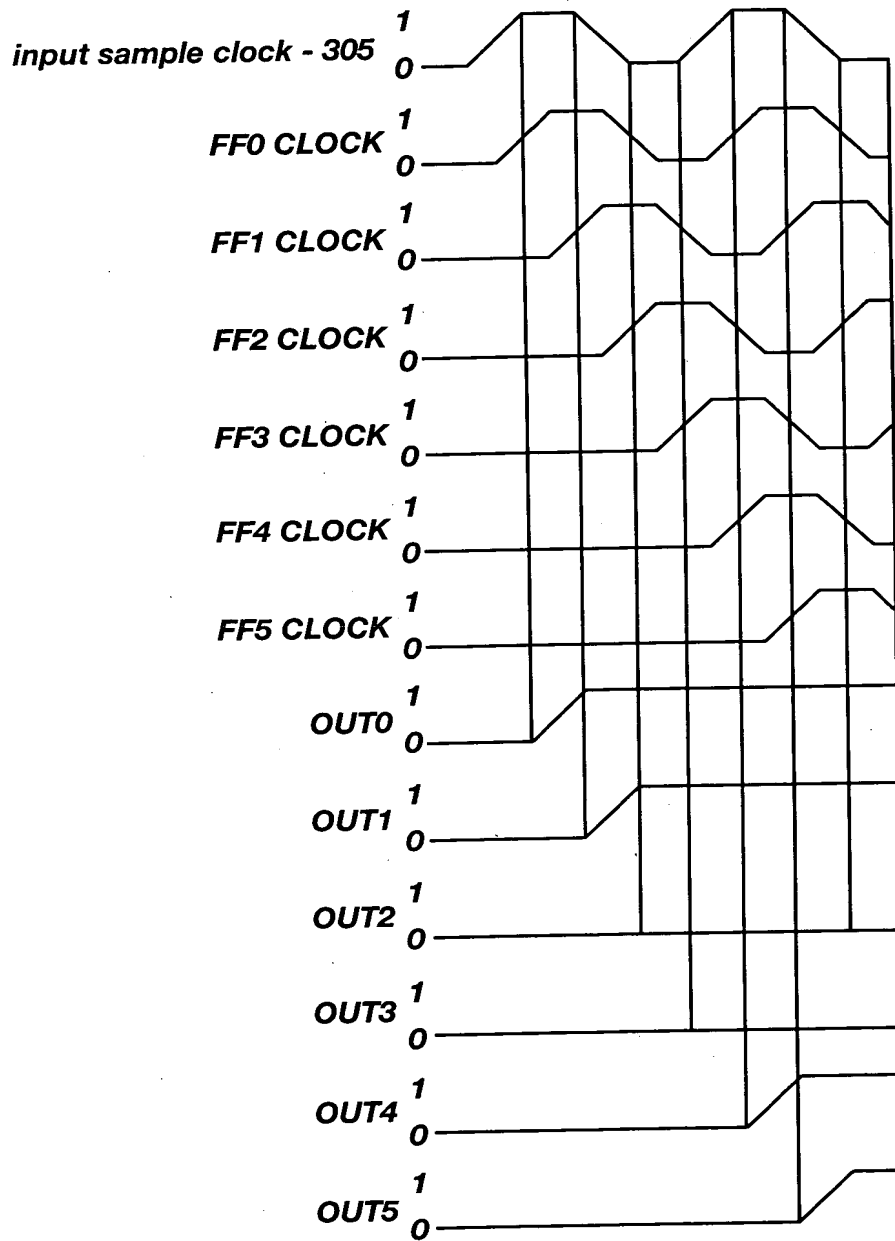 1
input sample clock - 305
0
1
FF0 CLOCK
0
1
FF1 CLOCK
0
1
FF2 CLOCK
0
1
FF3 CLOCK
0
1
FF4 CLOCK
0
1
FF5 CLOCK
0
1
OUT0
0
1
OUT1
0
1
OUT2
0
1
OUT3
0
1
OUT4
0
1
OUT5
0